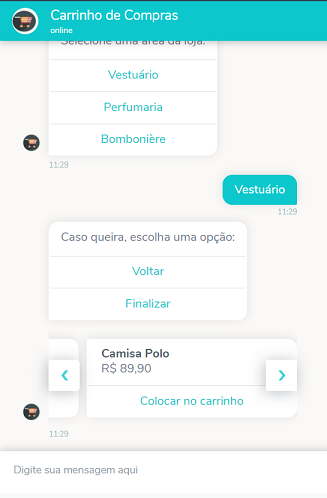 Carrinho de Compras
online
Selecione uma área da loja:
Vestuário
Perfumaria
Bombonière
11:29
Vestuário
11:29
Caso queira, escolha uma opção:
Voltar
Finalizar
Camisa Polo
R$ 89,90
Colocar no carrinho
11:29
Digite sua mensagem aqui